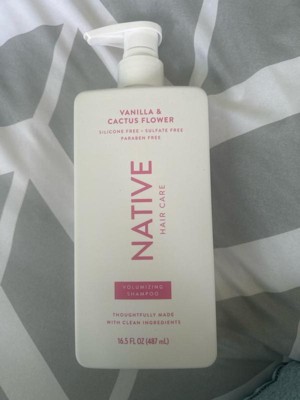 VANILLA &
CACTUS FLOWER
SILICONE FREE • SULFATE FREE
PARABEN FREE
NATIVE
HAIR CARE
VOLUMIZING
SHAMPOO
THOUGHTFULLY MADE
WITH CLEAN INGREDIENTS
16.5 FL OZ (487 mL)